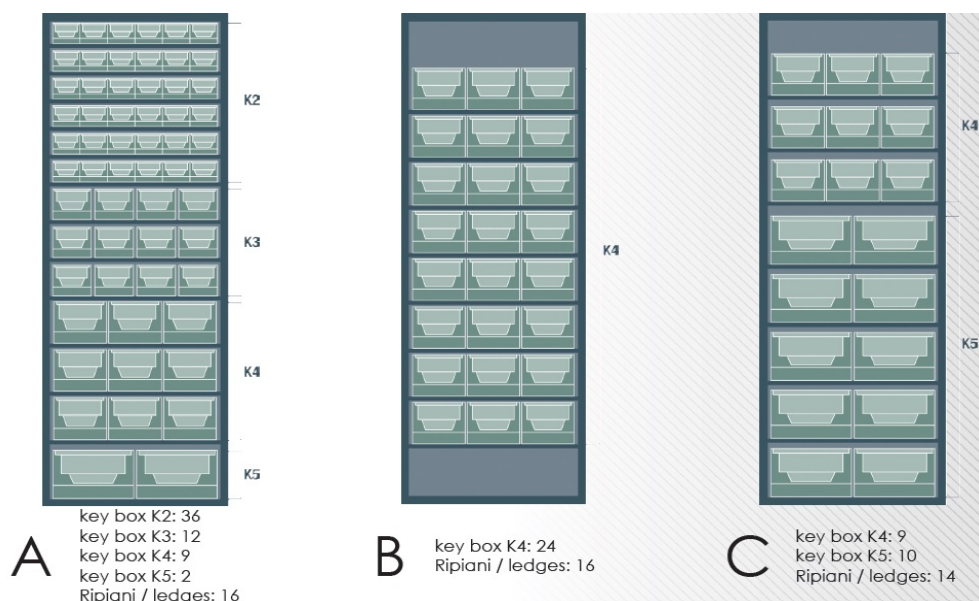 K2
K3
K4
K5
A
key box K2: 36
key box K3: 12
key box K4: 9
key box K5: 2
Ripiani / ledges: 16
K4
B
key box K4: 24
Ripiani / ledges: 16
K4
K5
C
key box K4: 9
key box K5: 10
Ripiani / ledges: 14